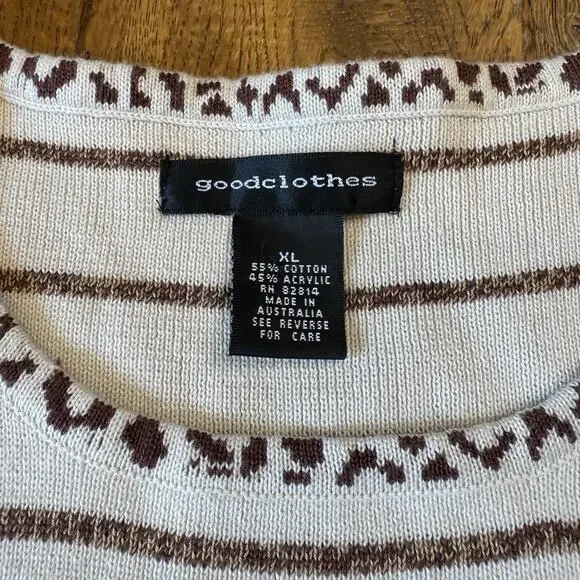 goodclothes
XL
55% COTTON
45% ACRYLIC
RN 82814
MADE IN
AUSTRALIA
SEE REVERSE
FOR CARE